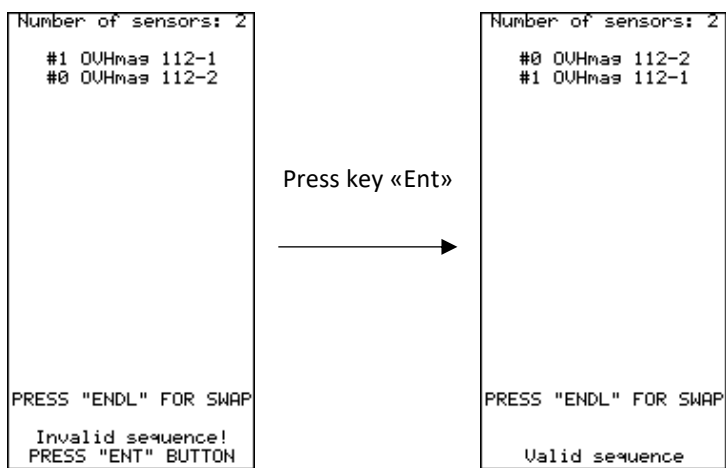 Number of sensors: 2
#1 OVHmag 112-1
#0 OVHmag 112-2
PRESS "ENDL" FOR SWAP
Invalid sequence!
PRESS "ENT" BUTTON
Press key «Ent»
Number of sensors: 2
#0 OVHmag 112-2
#1 OVHmag 112-1
PRESS "ENDL" FOR SWAP
Valid sequence